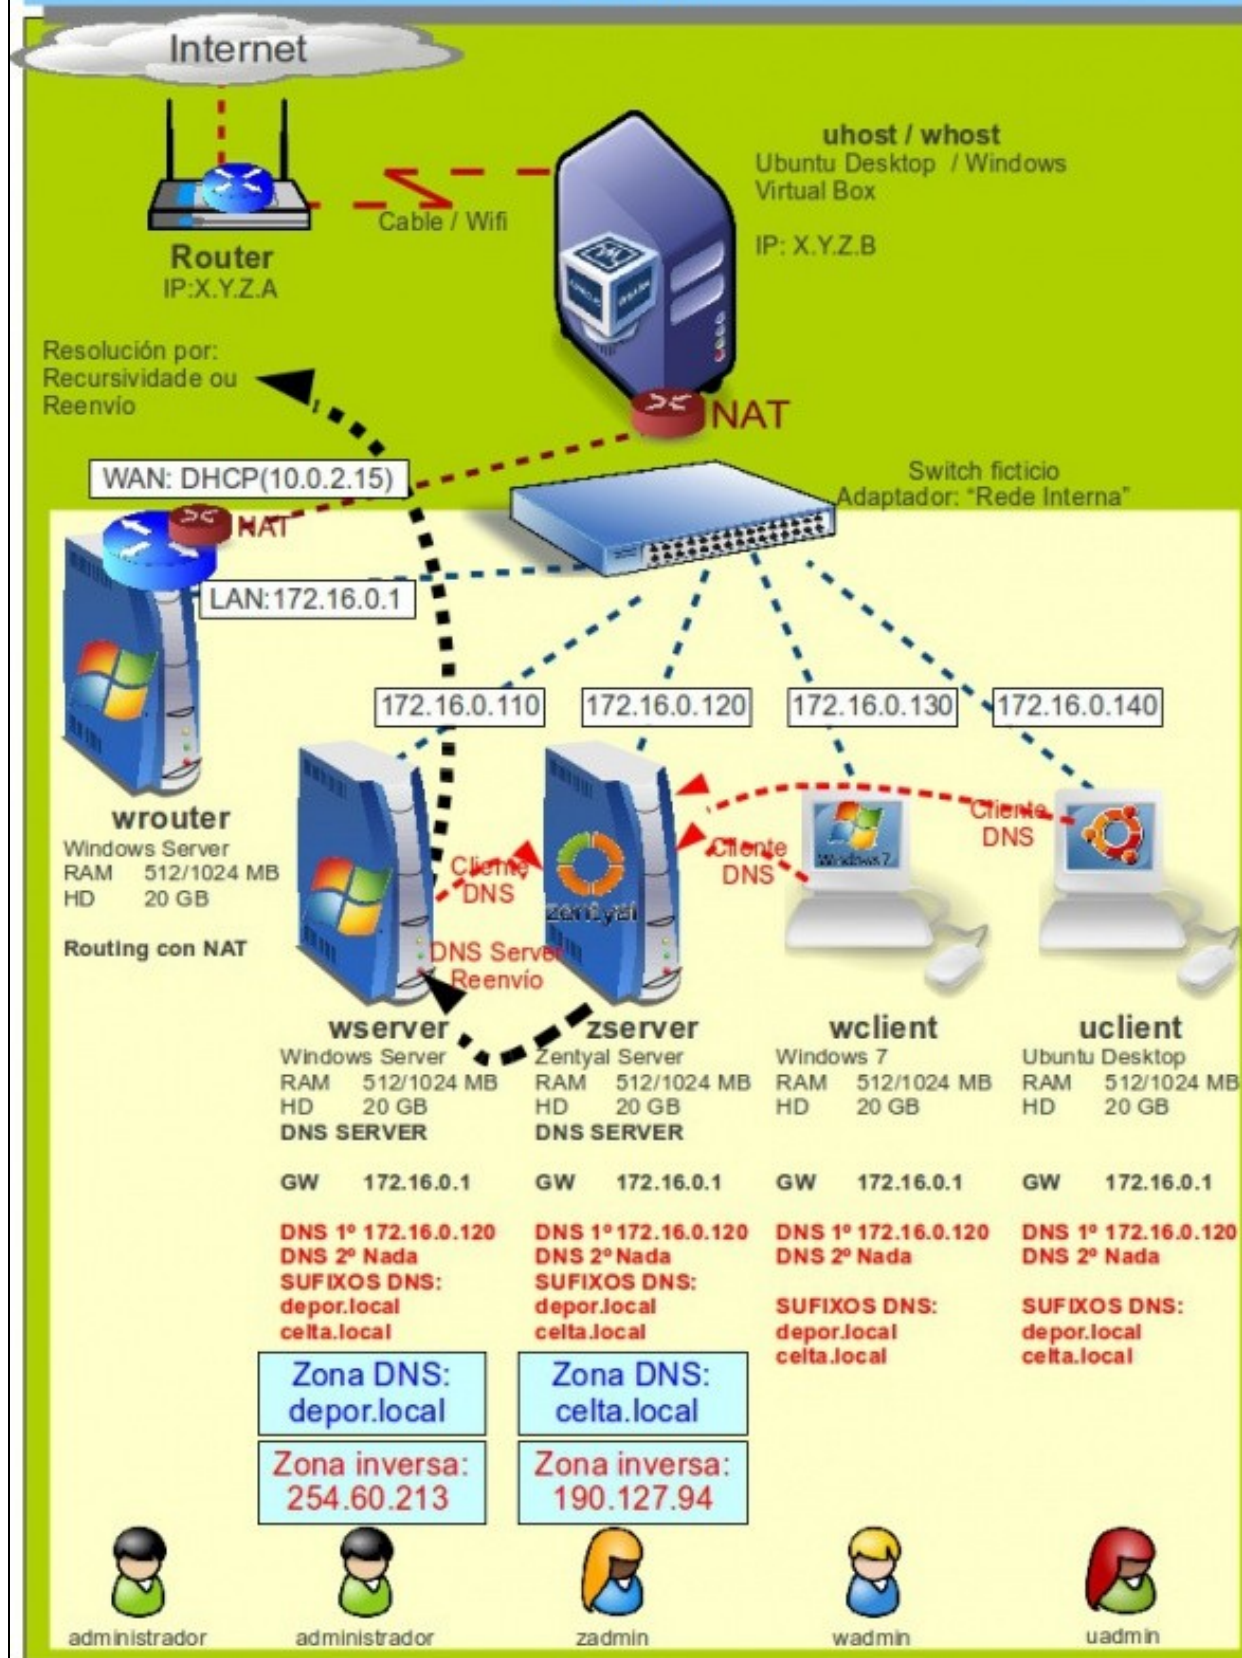 Internet
uhost / whost
Ubuntu Desktop / Windows
Virtual Box
IP: X.Y.Z.B
Cable / Wifi
Router
IP:X.Y.Z.A
Resolución por:
Recursividade ou
Reenvío
NAT
WAN: DHCP(10.0.2.15)
Switch ficticio
Adaptador: “Rede Interna”
NAT
LAN:172.16.0.1
172.16.0.110
172.16.0.120
172.16.0.130
172.16.0.140
wrouter
Windows Server
RAM 512/1024 MB
HD 20 GB
Routing con NAT
Cliente
DNS
zentyal
DNS Server
Reenvío
Cliente
DNS
Windows 7
Cliente
DNS
wserver
Windows Server
RAM 512/1024 MB
HD 20 GB
DNS SERVER
GW 172.16.0.1
DNS 1º 172.16.0.120
DNS 2º Nada
SUFIXOS DNS:
depor.local
celta.local
Zona DNS:
depor.local
Zona inversa:
254.60.213
zserver
Zentyal Server
RAM 512/1024 MB
HD 20 GB
DNS SERVER
GW 172.16.0.1
DNS 1º 172.16.0.120
DNS 2º Nada
SUFIXOS DNS:
depor.local
celta.local
Zona DNS:
celta.local
Zona inversa:
190.127.94
wclient
Windows 7
RAM 512/1024 MB
HD 20 GB
GW 172.16.0.1
DNS 1º 172.16.0.120
DNS 2º Nada
SUFIXOS DNS:
depor.local
celta.local
uclient
Ubuntu Desktop
RAM 512/1024 MB
HD 20 GB
GW 172.16.0.1
DNS 1º 172.16.0.120
DNS 2º Nada
SUFIXOS DNS:
depor.local
celta.local
administrador
administrador
zadmin
wadmin
uadmin